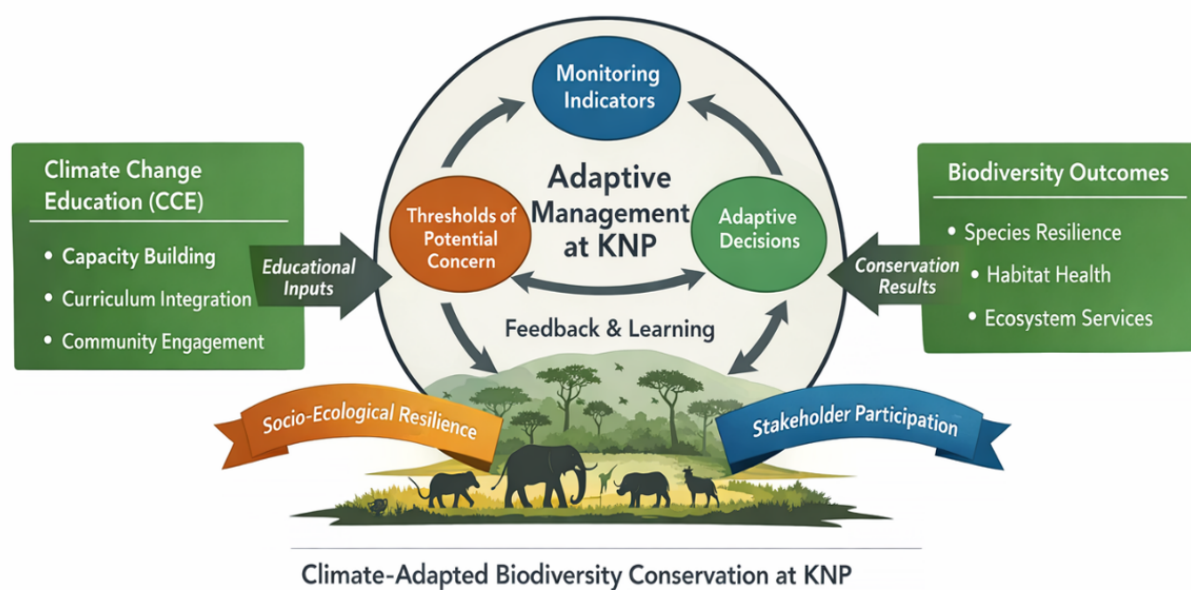 Monitoring
Indicators
Climate Change
Education (CCE)
• Capacity Building
• Curriculum Integration
• Community Engagement
Educational
Inputs
Thresholds of
Potential
Concern
Adaptive
Management
at KNP
Adaptive
Decisions
Feedback & Learning
Conservation
Results
Biodiversity Outcomes
• Species Resilience
• Habitat Health
• Ecosystem Services
Socio-Ecological Resilience
Stakeholder Participation
Climate-Adapted Biodiversity Conservation at KNP